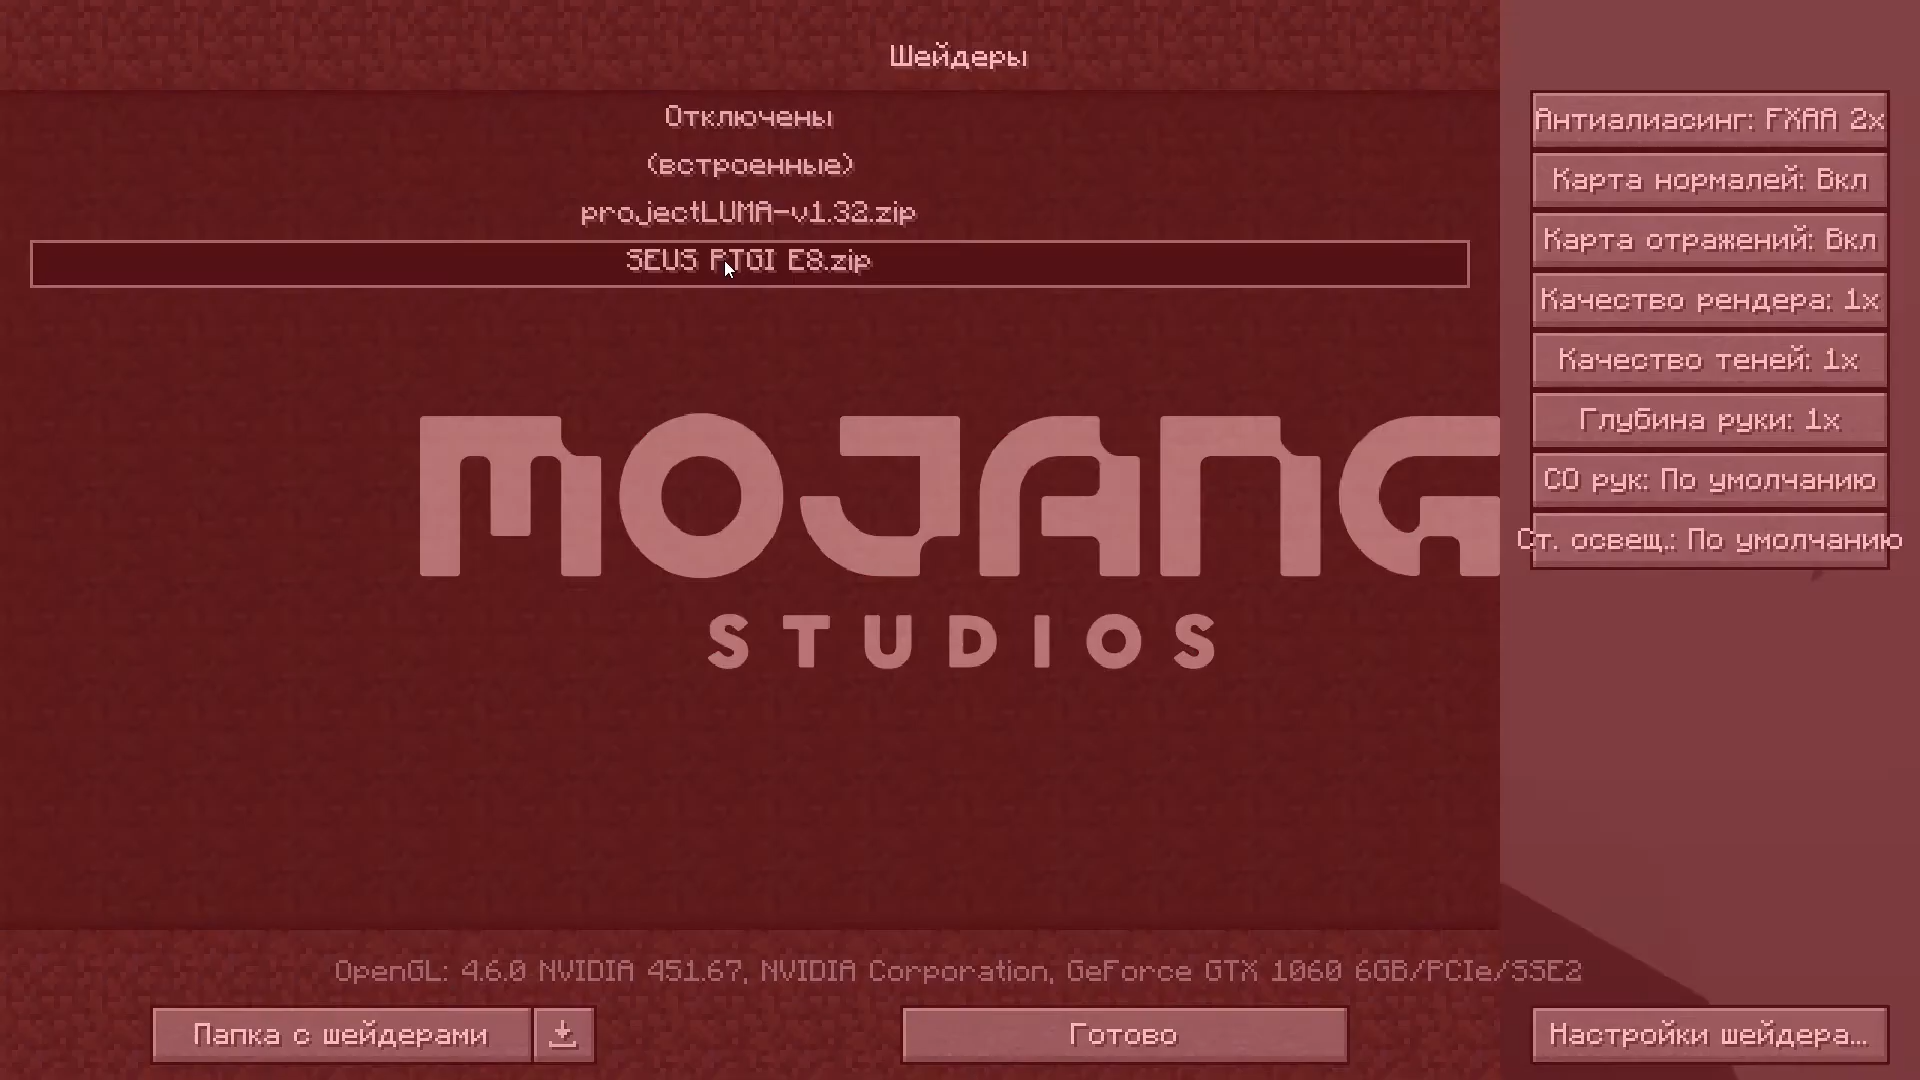 Шейдеры
Отключены
(встроенные)
projectLUMA-v1.32.zip
SEUS PTGI E8.zip
MOJANG
STUDIOS
Антиалиасинг: FXAA 2x
Карта нормалей: Вкл
Карта отражений: Вкл
Качество рендера: 1x
Качество теней: 1x
Глубина руки: 1x
СО рук: По умолчанию
Ст. освещ.: По умолчанию
OpenGL: 4.6.0 NVIDIA 451.67, NVIDIA Corporation, GeForce GTX 1060 6GB/PCIe/SSE2
Папка с шейдерами
Готово
Настройки шейдера...